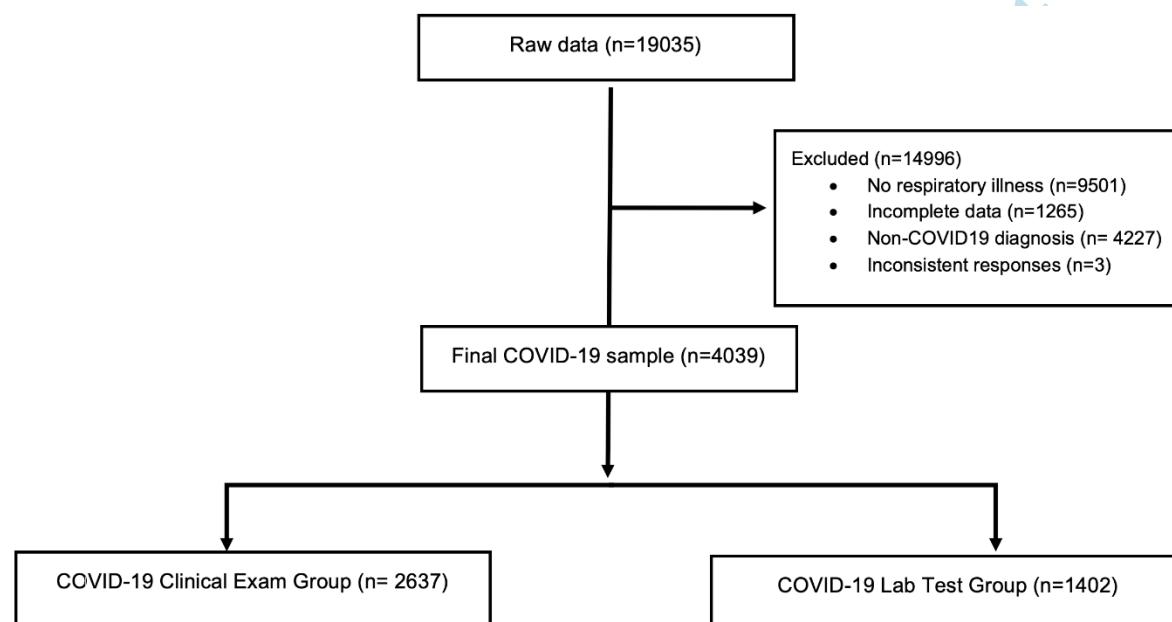 Raw data (n=19035)
Excluded (n=14996)
• No respiratory illness (n=9501)
• Incomplete data (n=1265)
• Non-COVID19 diagnosis (n= 4227)
• Inconsistent responses (n=3)
Final COVID-19 sample (n=4039)
COVID-19 Clinical Exam Group (n= 2637)
COVID-19 Lab Test Group (n=1402)